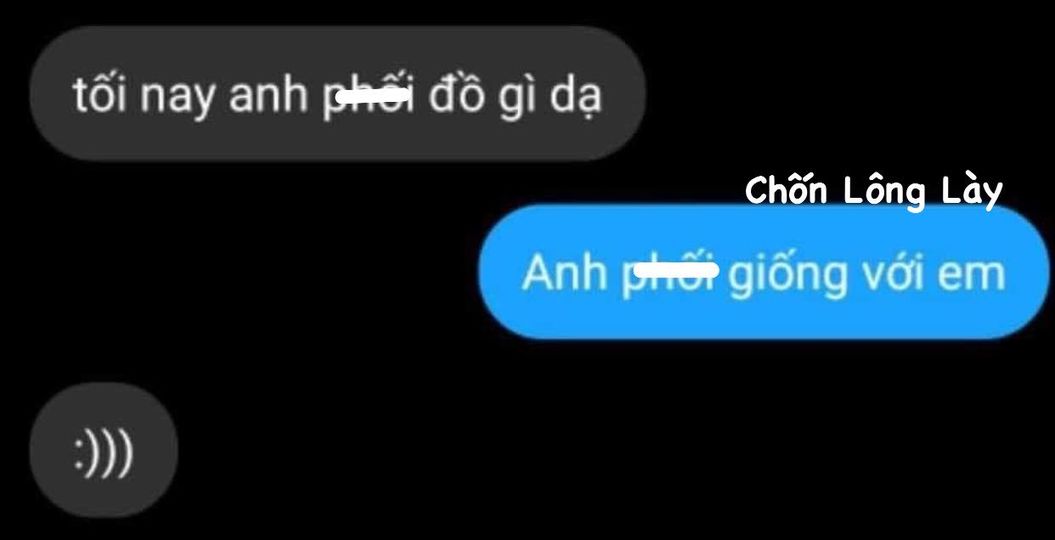 tối nay anh phối đồ gì dạ
Chốn Lông Lày
Anh phối giống với em
:)))